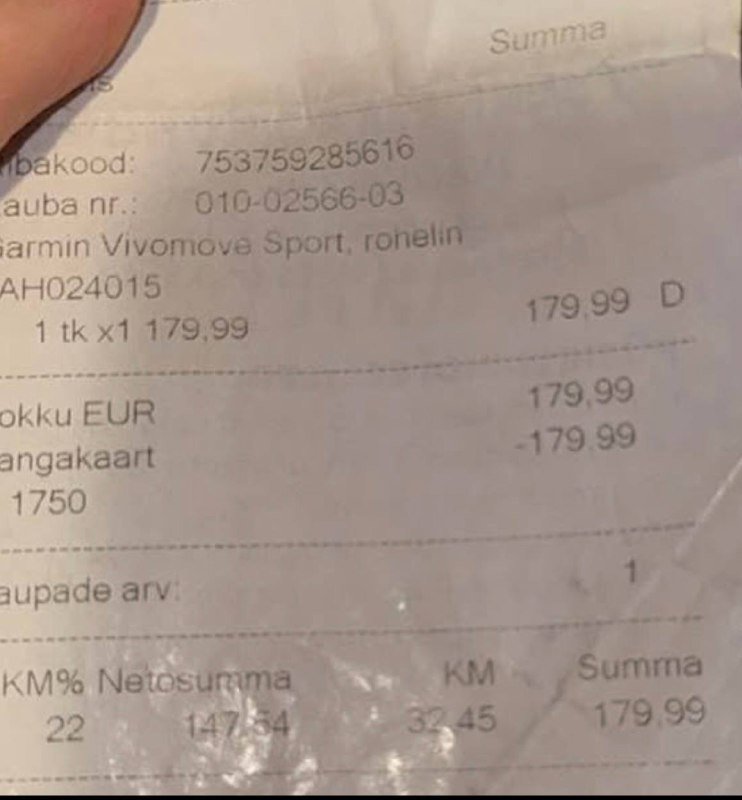 Summa
bakood: 753759285616
auba nr.: 010-02566-03
Garmin Vivomove Sport, rohelin
AH024015
1 tk x1 179,99 179,99 D
okku EUR 179,99
angakaart -179.99
1750
aupade arv: 1
KM% Netosumma KM Summa
22 147,54 32,45 179,99